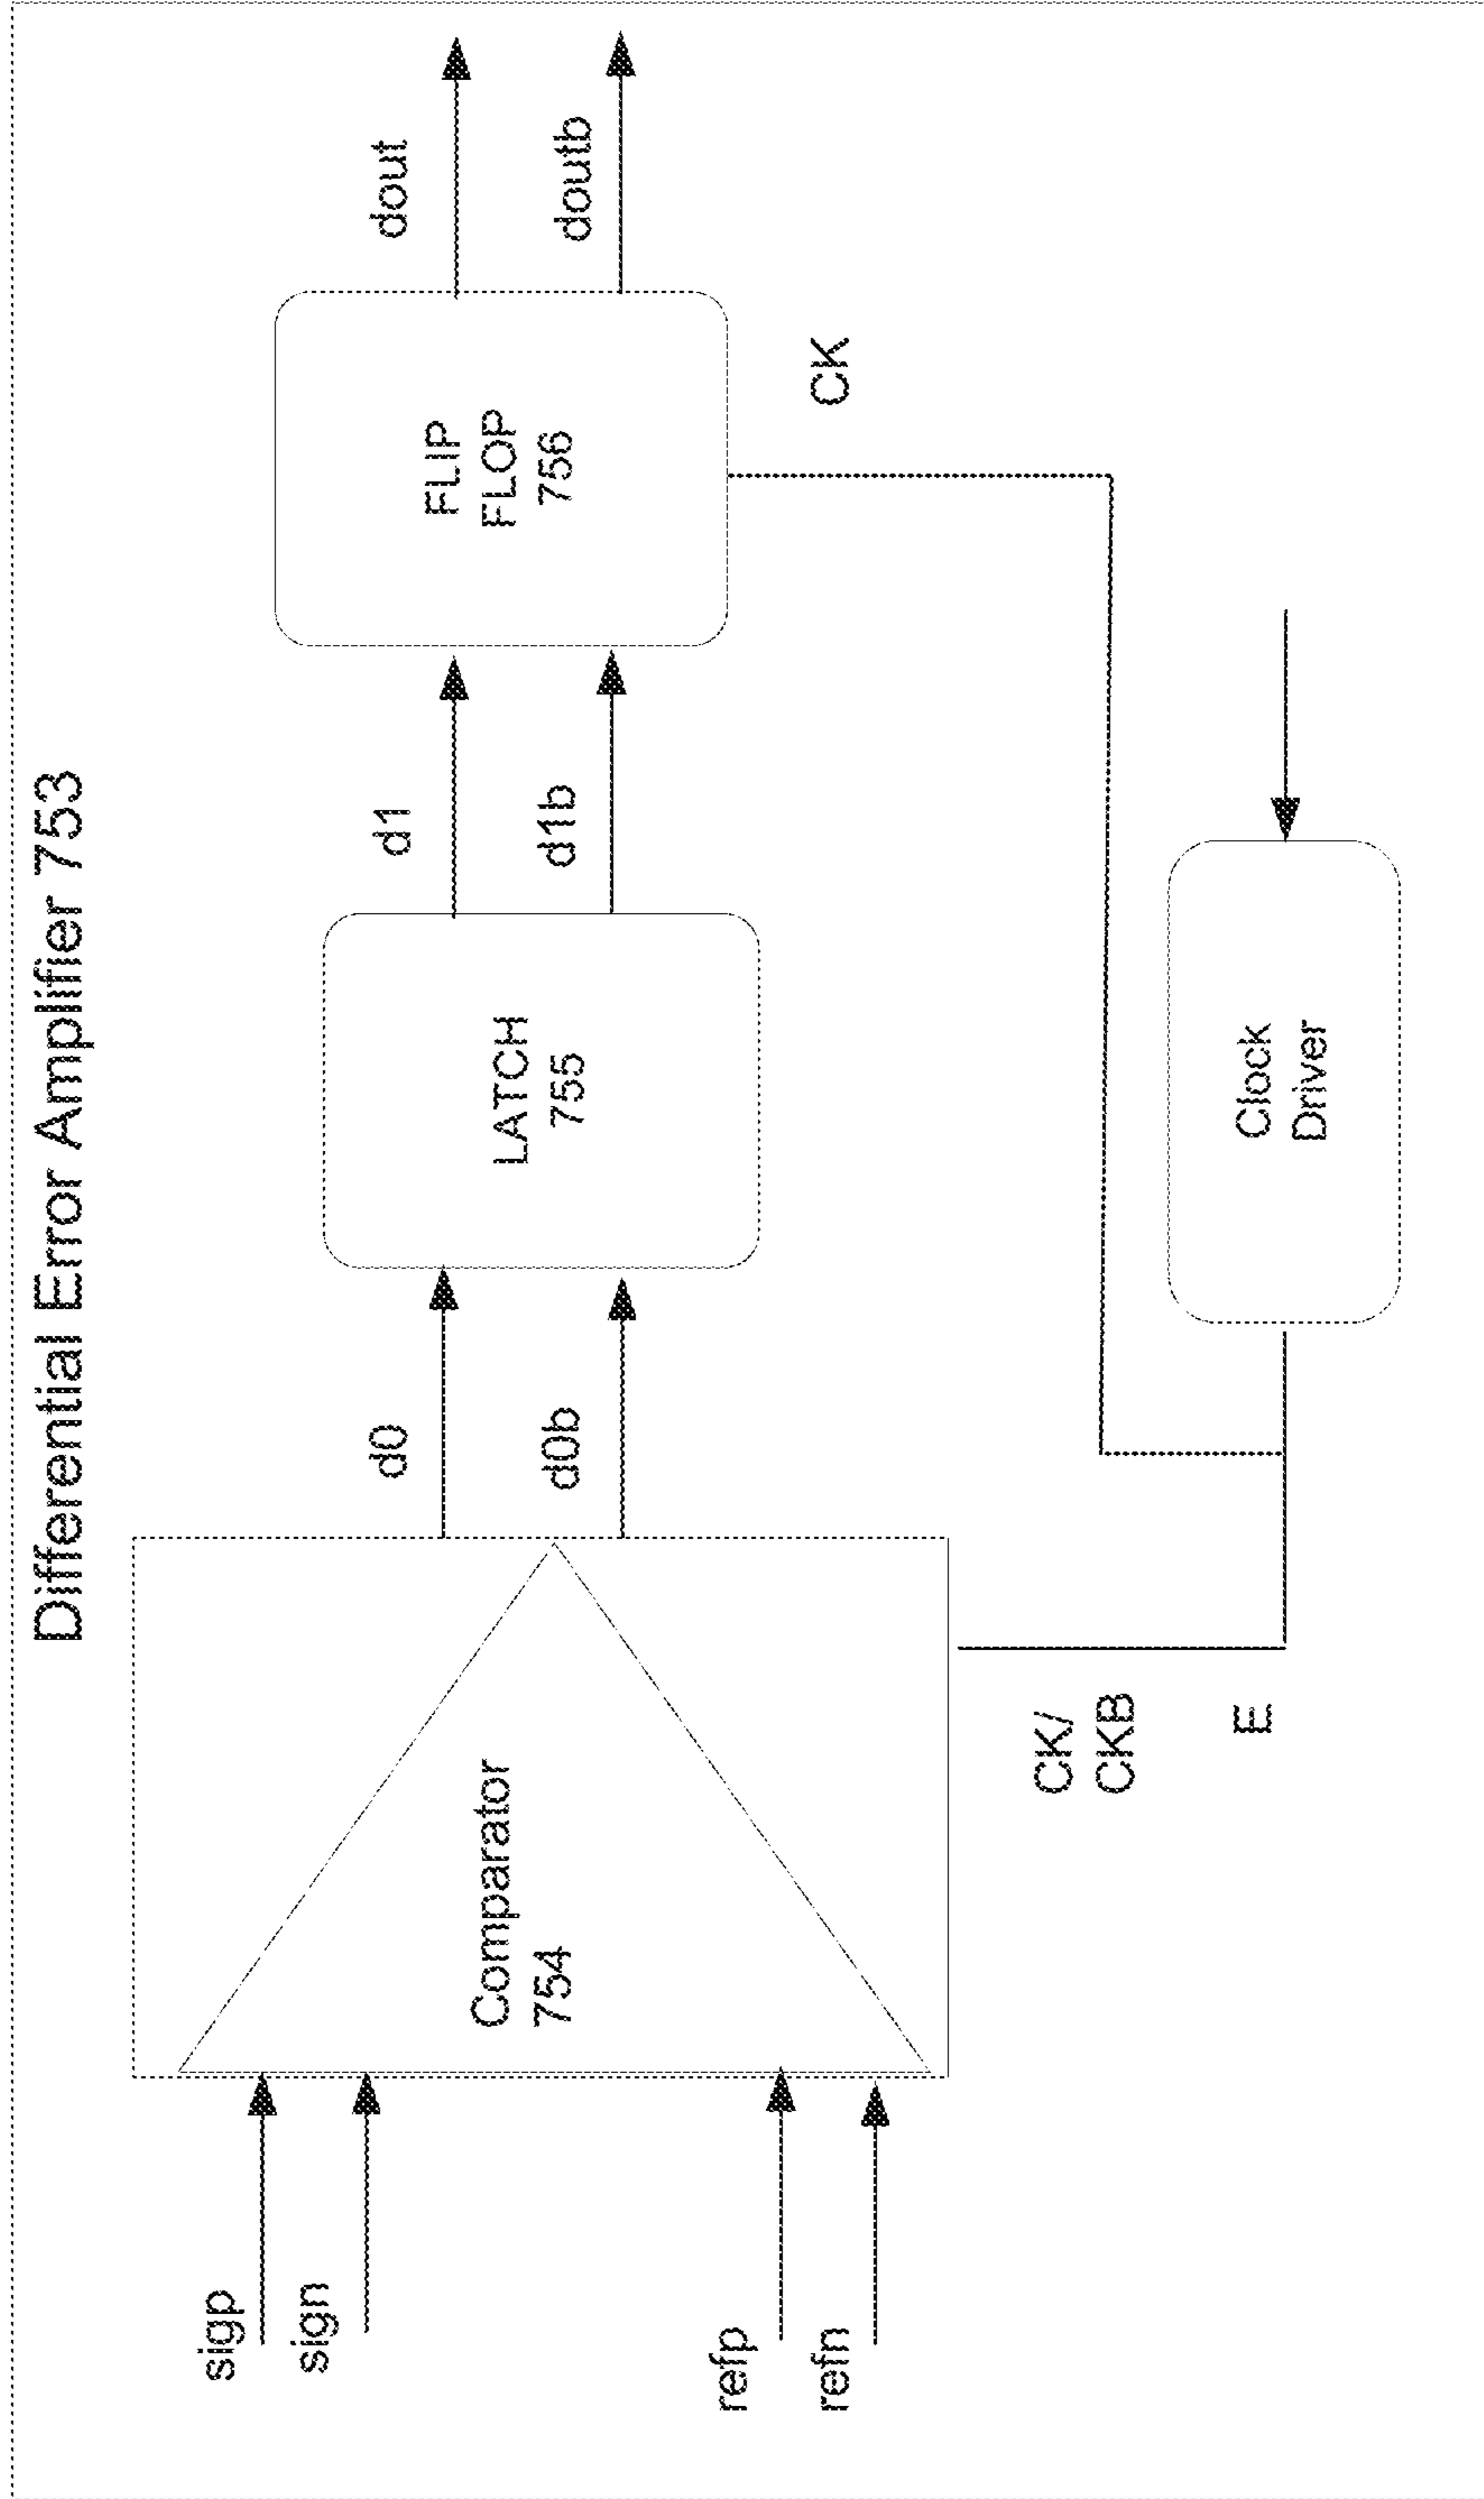 Differential Error Amplifier 753
sigp
sign
refp
refn
Comparator
754
d0
d0b
LATCH
755
d1
d1b
FLIP
FLOP
756
dout
doutb
CK
CK/
CKB
E
Clock
Driver